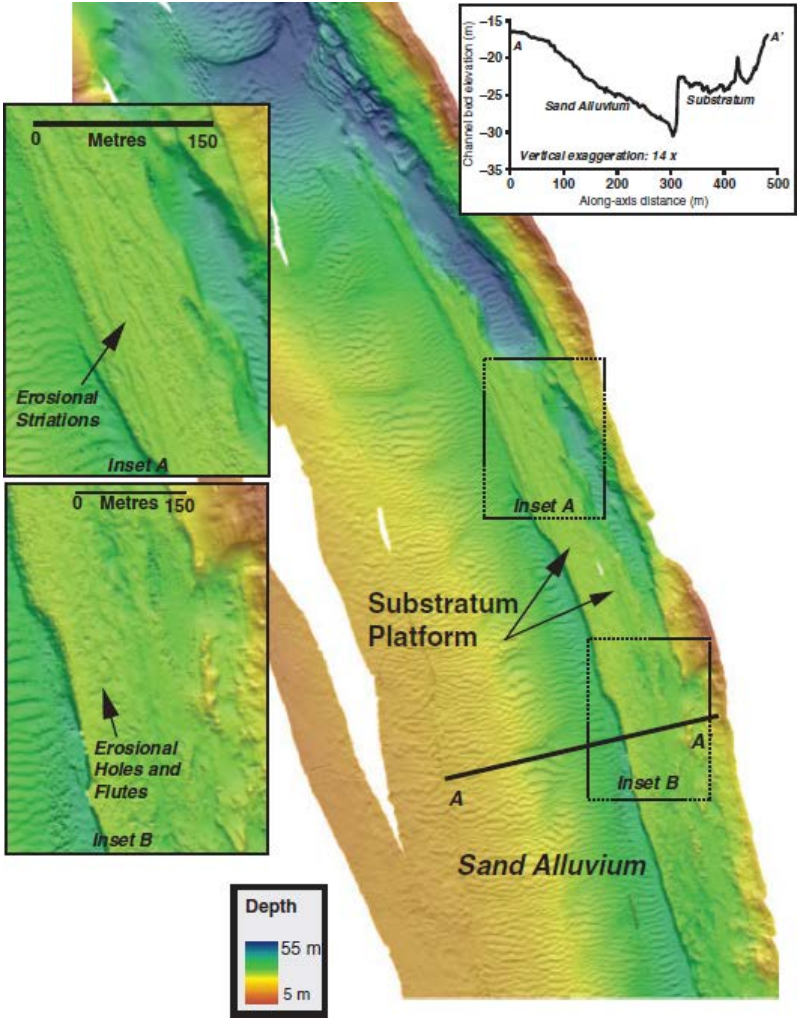 −15
−20
−25
−30
−35
Channel bed elevation (m)
A
A'
Sand Alluvium
Substratum
Vertical exaggeration: 14 x
0 100 200 300 400 500
Along-axis distance (m)
0 Metres 150
Erosional
Striations
Inset A
0 Metres 150
Erosional
Holes and
Flutes
Inset B
Inset A
Substratum
Platform
A
A
Inset B
Sand Alluvium
Depth
55 m
5 m